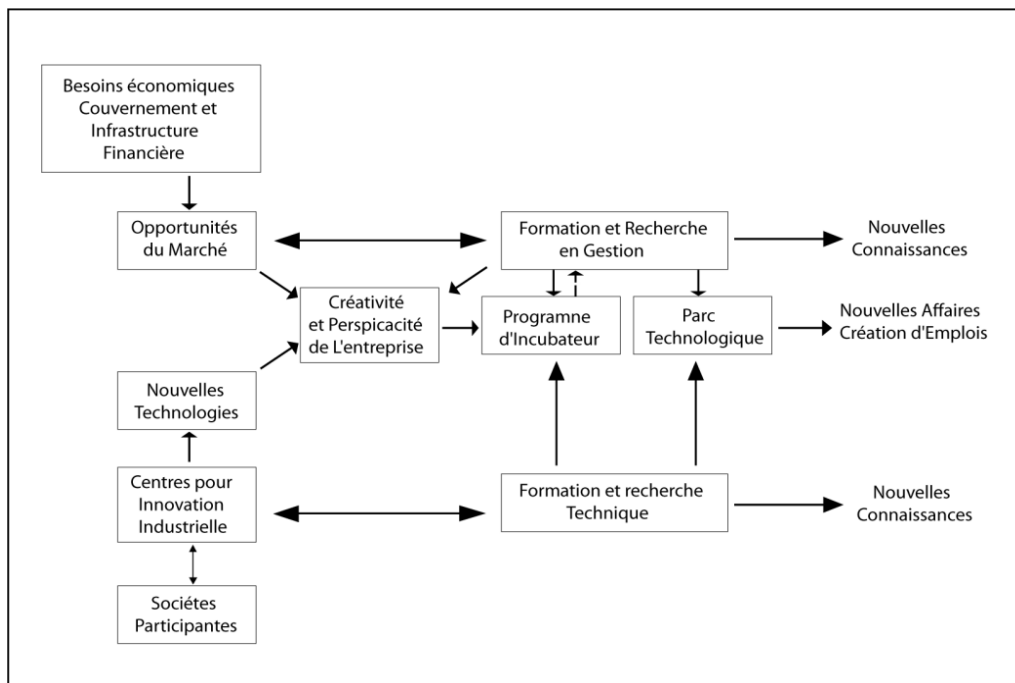 Besoins économiques
Couvernement et
Infrastructure
Financière
Opportunités
du Marché
Formation et Recherche
en Gestion
Nouvelles
Connaissances
Créativité
et Perspicacité
de L'entreprise
Programne
d'Incubateur
Parc
Technologique
Nouvelles Affaires
Création d'Emplois
Nouvelles
Technologies
Centres pour
Innovation
Industrielle
Formation et recherche
Technique
Nouvelles
Connaissances
Sociétes
Participantes